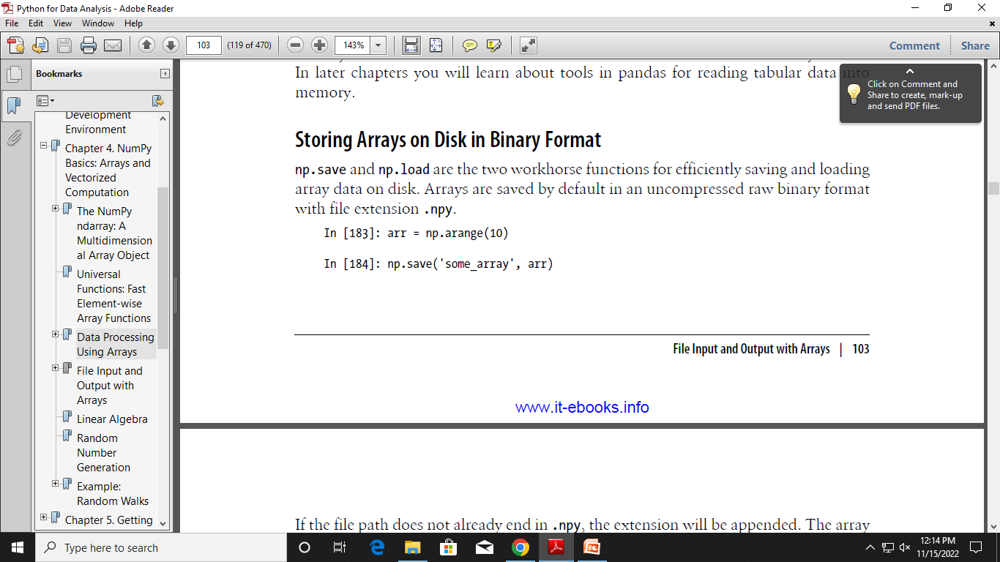 Python for Data Analysis - Adobe Reader
File Edit View Window Help
103 (119 of 470) 143% Comment Share
Bookmarks
Development
Environment
Chapter 4. NumPy
Basics: Arrays and
Vectorized
Computation
The NumPy
ndarray: A
Multidimension
al Array Object
Universal
Functions: Fast
Element-wise
Array Functions
Data Processing
Using Arrays
File Input and
Output with
Arrays
Linear Algebra
Random
Number
Generation
Example:
Random Walks
Chapter 5. Getting
In later chapters you will learn about tools in pandas for reading tabular data into
memory.
Click on Comment and
Share to create, mark-up
and send PDF files.
Storing Arrays on Disk in Binary Format
np.save and np.load are the two workhorse functions for efficiently saving and loading
array data on disk. Arrays are saved by default in an uncompressed raw binary format
with file extension .npy.
In [183]: arr = np.arange(10)
In [184]: np.save('some_array', arr)
File Input and Output with Arrays | 103
www.it-ebooks.info
If the file path does not already end in .npy, the extension will be appended. The array
Type here to search
12:14 PM
11/15/2022